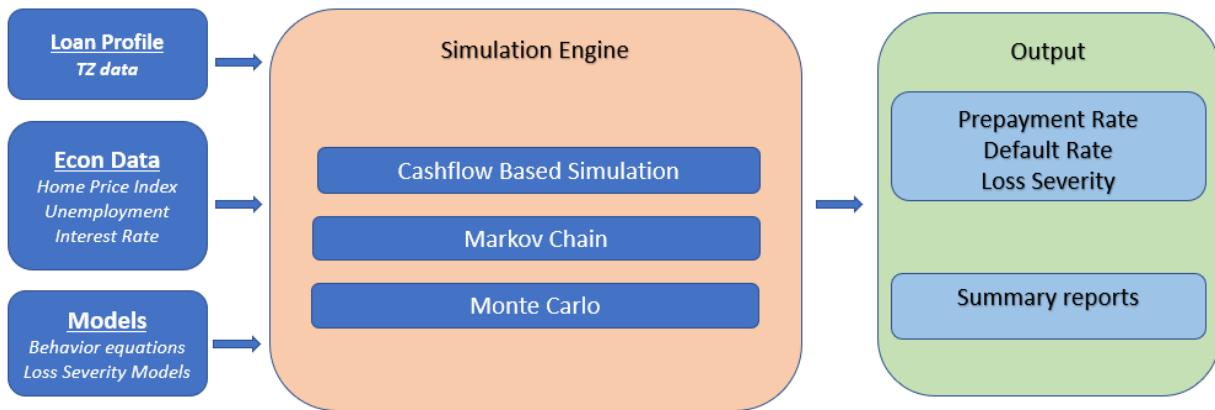 Loan Profile
TZ data
Econ Data
Home Price Index
Unemployment
Interest Rate
Models
Behavior equations
Loss Severity Models
Simulation Engine
Cashflow Based Simulation
Markov Chain
Monte Carlo
Output
Prepayment Rate
Default Rate
Loss Severity
Summary reports